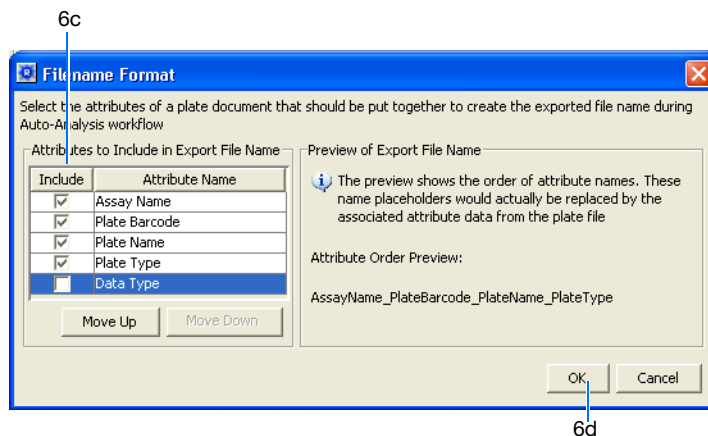 6c
Filename Format
Select the attributes of a plate document that should be put together to create the exported file name during
Auto-Analysis workflow
Attributes to Include in Export File Name
Include Attribute Name
Assay Name
Plate Barcode
Plate Name
Plate Type
Data Type
Move Up Move Down
Preview of Export File Name
The preview shows the order of attribute names. These
name placeholders would actually be replaced by the
associated attribute data from the plate file
Attribute Order Preview:
AssayName_PlateBarcode_PlateName_PlateType
OK Cancel
6d